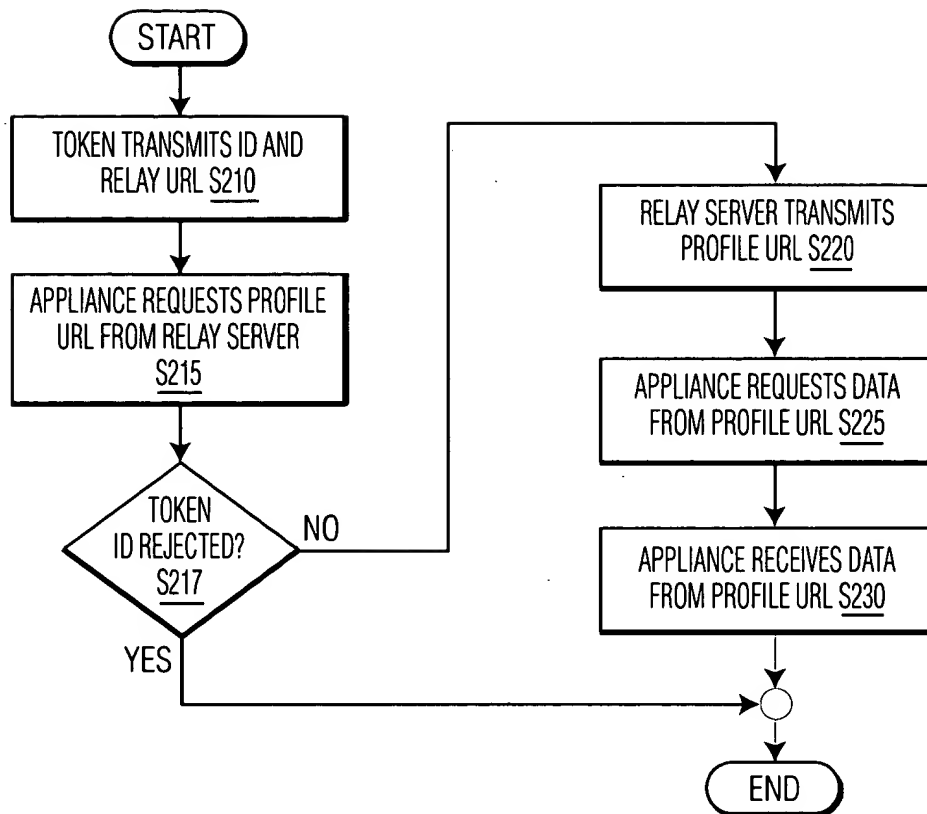 START
TOKEN TRANSMITS ID AND
RELAY URL S210
APPLIANCE REQUESTS PROFILE
URL FROM RELAY SERVER
S215
TOKEN
ID REJECTED?
S217
NO
YES
RELAY SERVER TRANSMITS
PROFILE URL S220
APPLIANCE REQUESTS DATA
FROM PROFILE URL S225
APPLIANCE RECEIVES DATA
FROM PROFILE URL S230
END